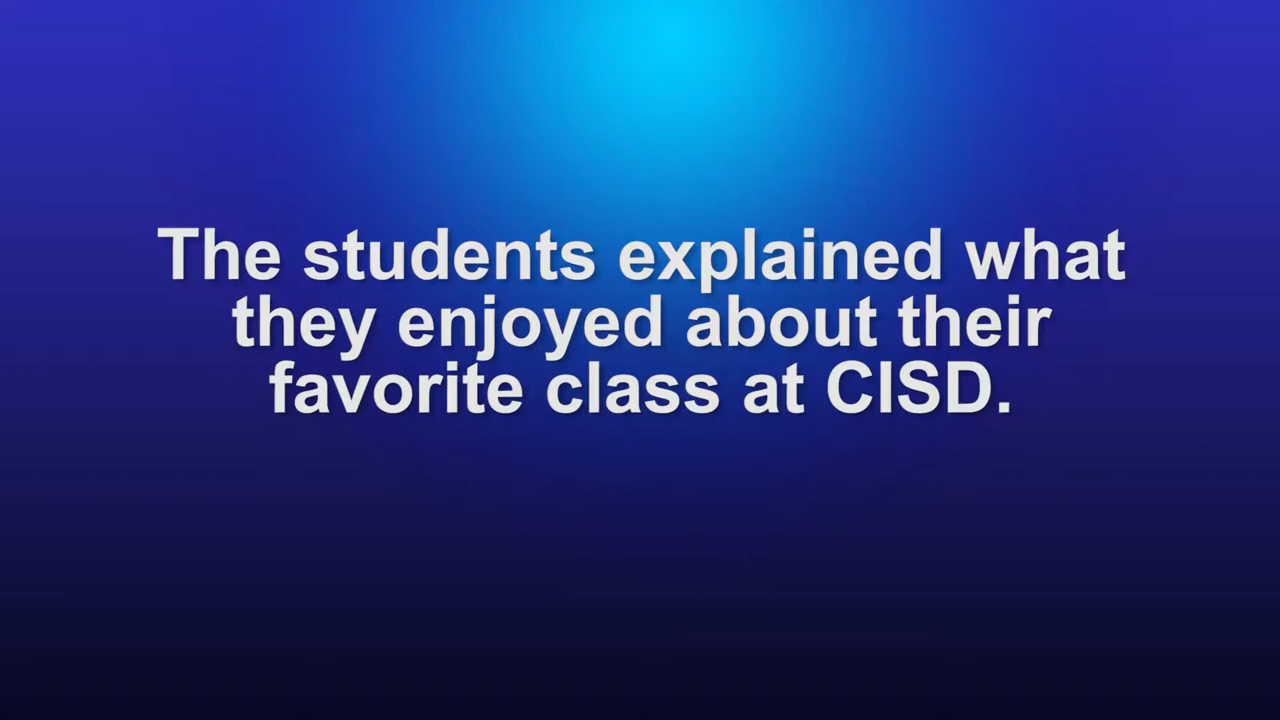 The students explained what
they enjoyed about their
favorite class at CISD.